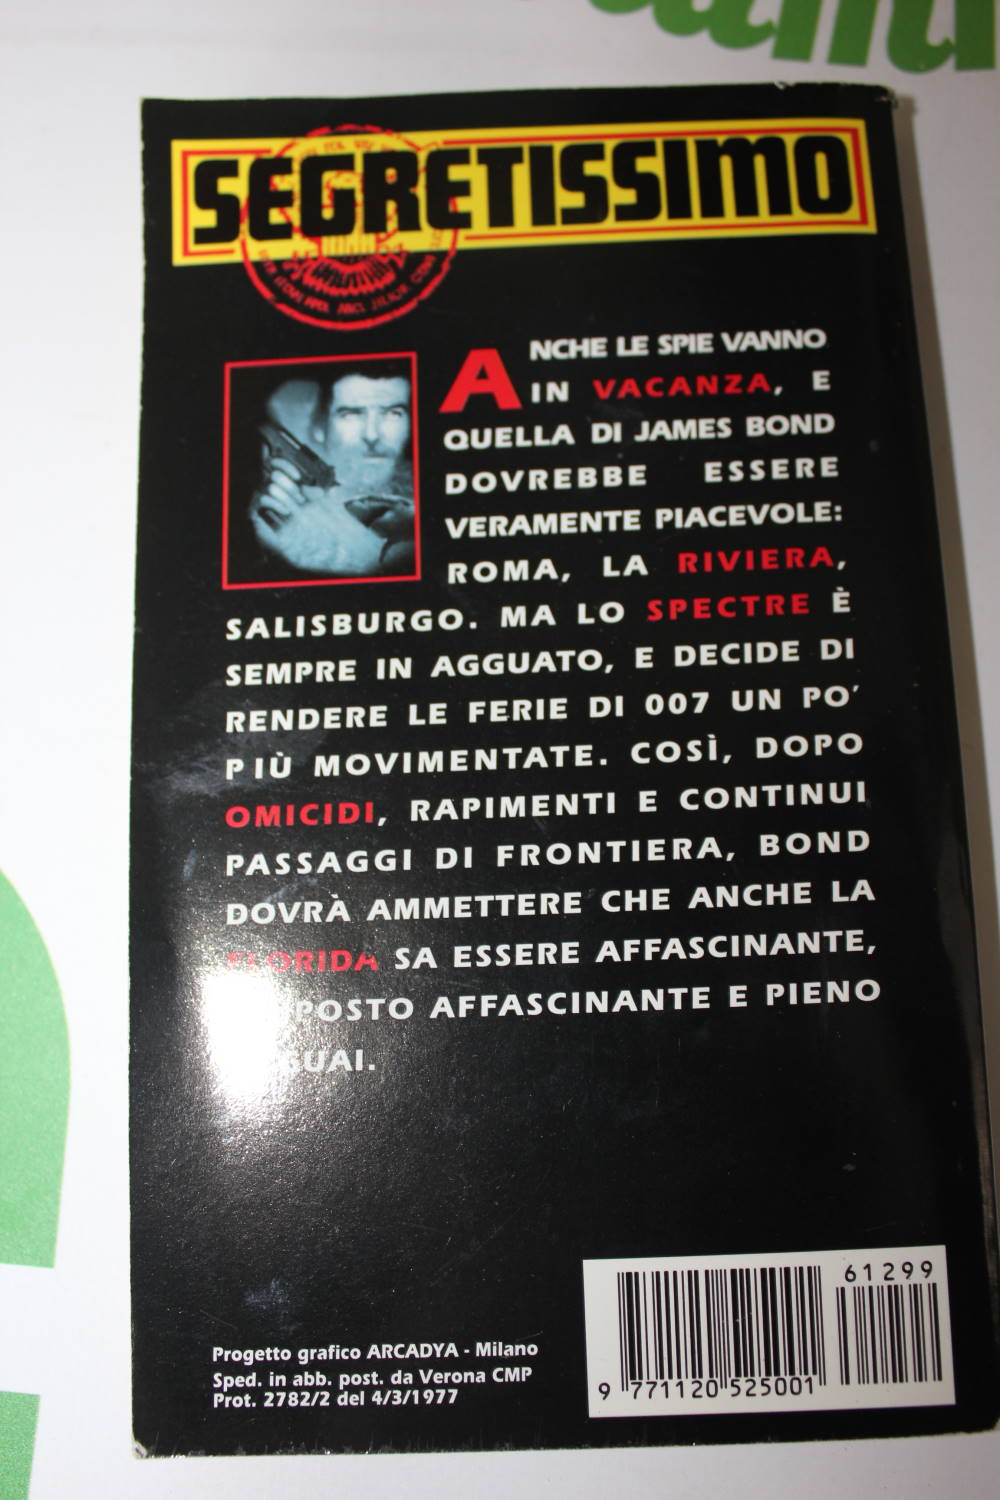 SEGRETISSIMO
ANCHE LE SPIE VANNO
IN VACANZA, E
QUELLA DI JAMES BOND
DOVREBBE ESSERE
VERAMENTE PIACEVOLE:
ROMA, LA RIVIERA,
SALISBURGO. MA LO SPECTRE È
SEMPRE IN AGGUATO, E DECIDE DI
RENDERE LE FERIE DI 007 UN PO'
PIÙ MOVIMENTATE. COSÌ, DOPO
OMICIDI, RAPIMENTI E CONTINUI
PASSAGGI DI FRONTIERA, BOND
DOVRÀ AMMETTERE CHE ANCHE LA
FLORIDA SA ESSERE AFFASCINANTE,
POSTO AFFASCINANTE E PIENO
GUAI.
61299
9 771120 525001
Progetto grafico ARCADYA - Milano
Sped. in abb. post. da Verona CMP
Prot. 2782/2 del 4/3/1977